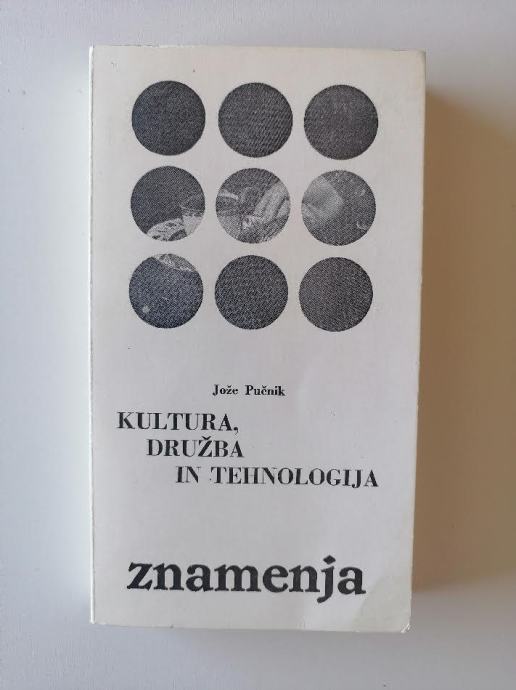 Jože Pučnik
KULTURA,
DRUŽBA
IN TEHNOLOGIJA
znamenja